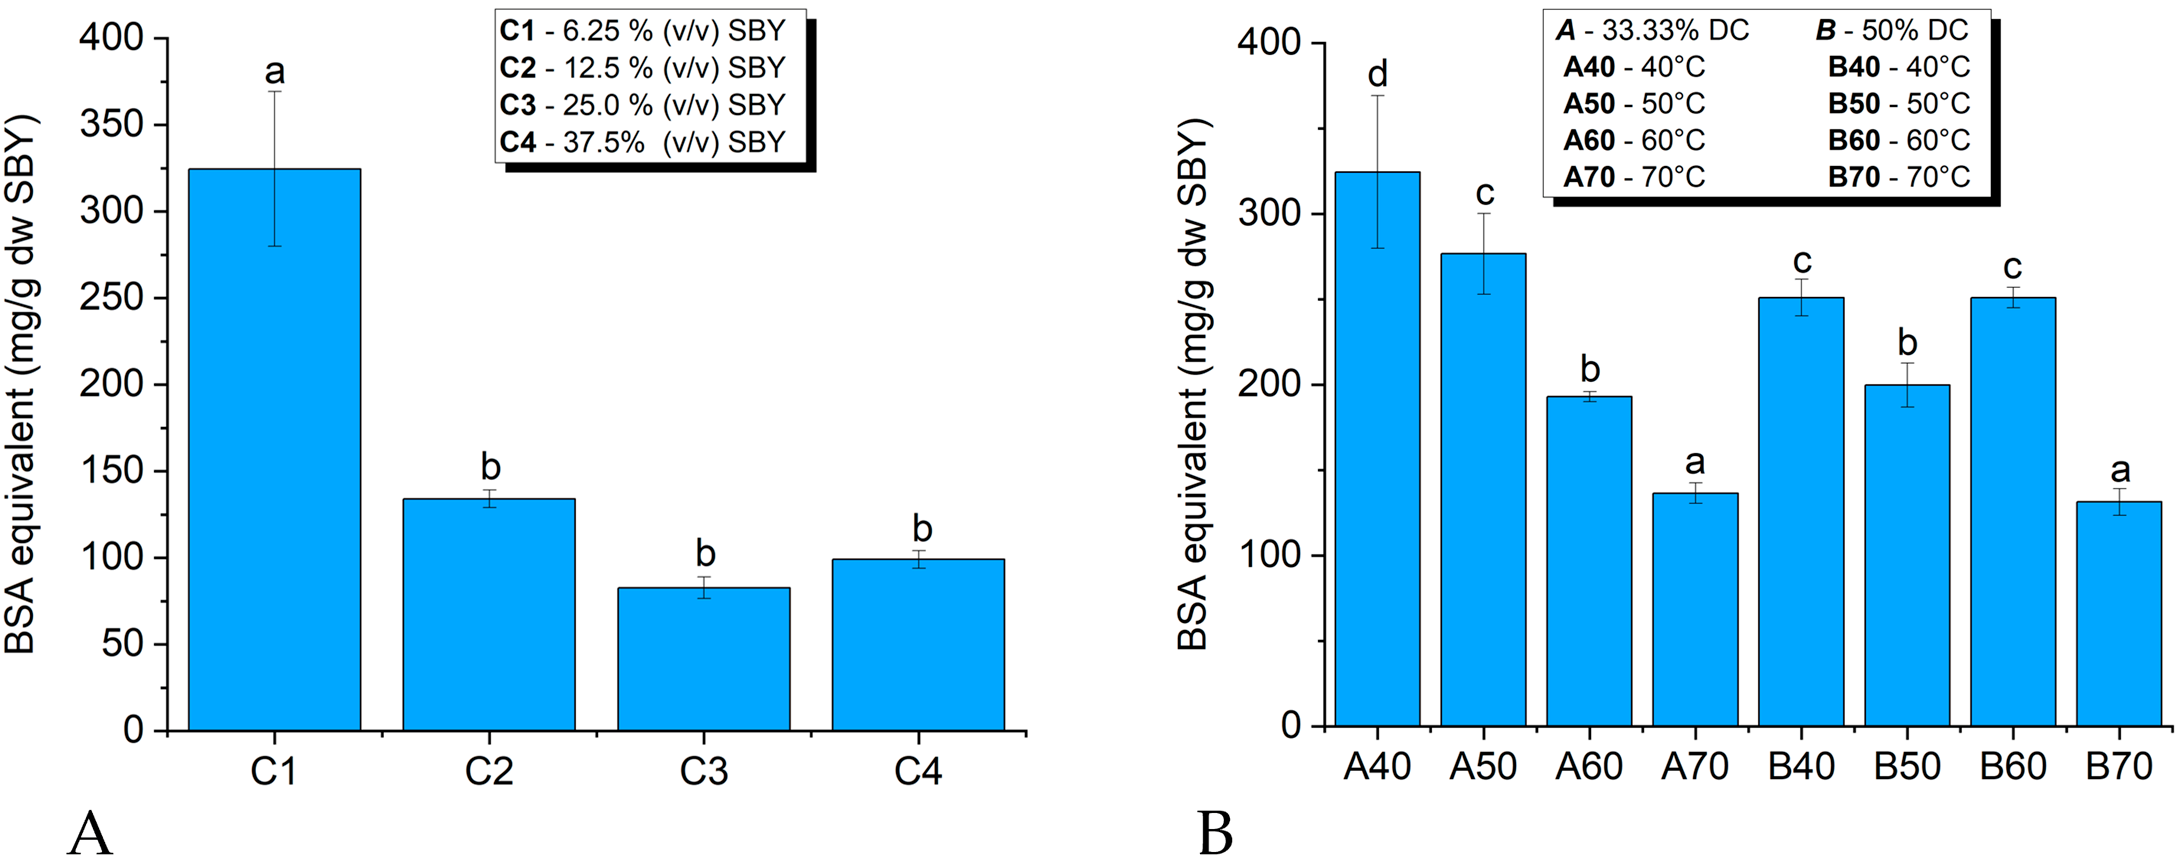 BSA equivalent (mg/g dw SBY)
400
350
300
250
200
150
100
50
0
C1 - 6.25 % (v/v) SBY
C2 - 12.5 % (v/v) SBY
C3 - 25.0 % (v/v) SBY
C4 - 37.5% (v/v) SBY
a
b
b
b
C1 C2 C3 C4
A
BSA equivalent (mg/g dw SBY)
400
300
200
100
0
A - 33.33% DC B - 50% DC
A40 - 40°C B40 - 40°C
A50 - 50°C B50 - 50°C
A60 - 60°C B60 - 60°C
A70 - 70°C B70 - 70°C
d
c
b
a
c
b
c
a
A40 A50 A60 A70 B40 B50 B60 B70
B